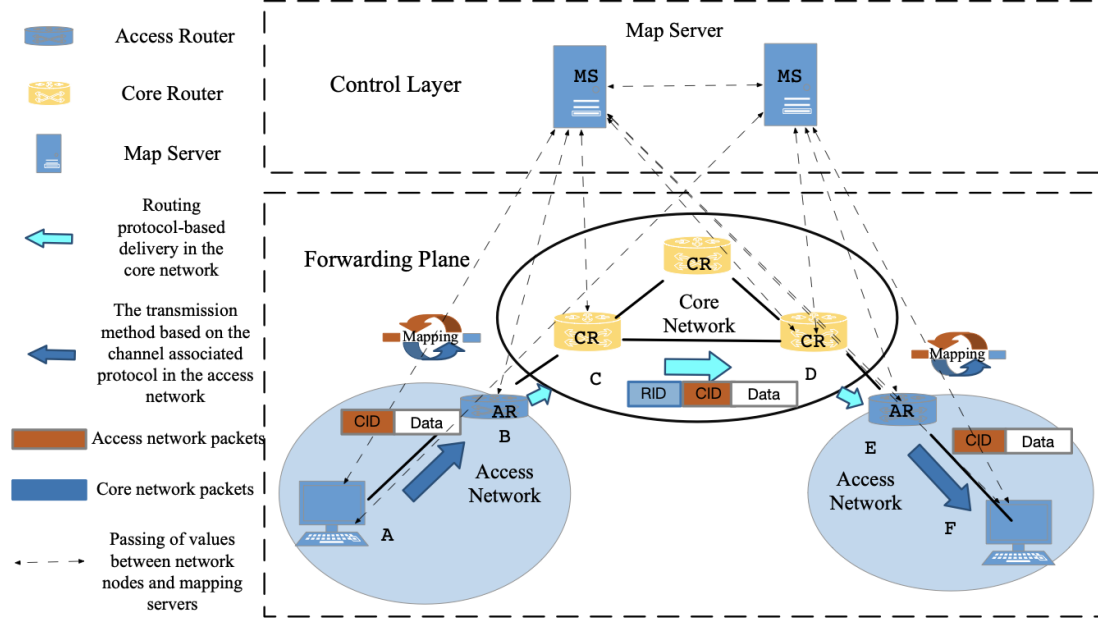 Access Router
Core Router
Map Server
Routing
protocol-based
delivery in the
core network
The transmission
method based on the
channel associated
protocol in the access
network
Access network packets
Core network packets
Passing of values
between network
nodes and mapping
servers
Map Server
Control Layer
MS
MS
Forwarding Plane
CR
Core
Network
CR
CR
Mapping
Mapping
C
D
RID
CID
Data
CID
Data
AR
B
Access
Network
A
AR
E
CID
Data
Access
Network
F